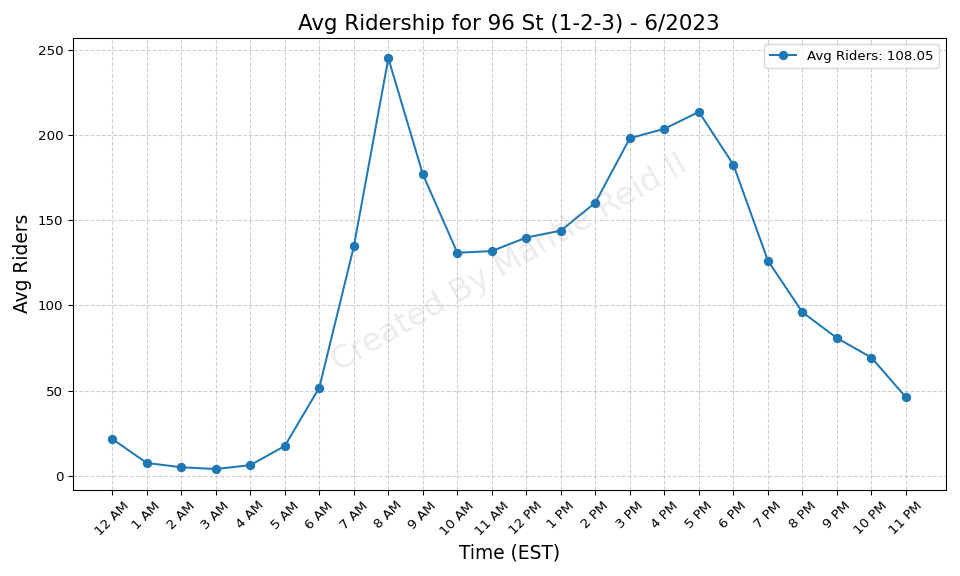 Avg Ridership for 96 St (1-2-3) - 6/2023
Avg Riders: 108.05
Avg Riders
250
200
150
100
50
0
Created By Mantie Reid II
12 AM
1 AM
2 AM
3 AM
4 AM
5 AM
6 AM
7 AM
8 AM
9 AM
10 AM
11 AM
12 PM
1 PM
2 PM
3 PM
4 PM
5 PM
6 PM
7 PM
8 PM
9 PM
10 PM
11 PM
Time (EST)